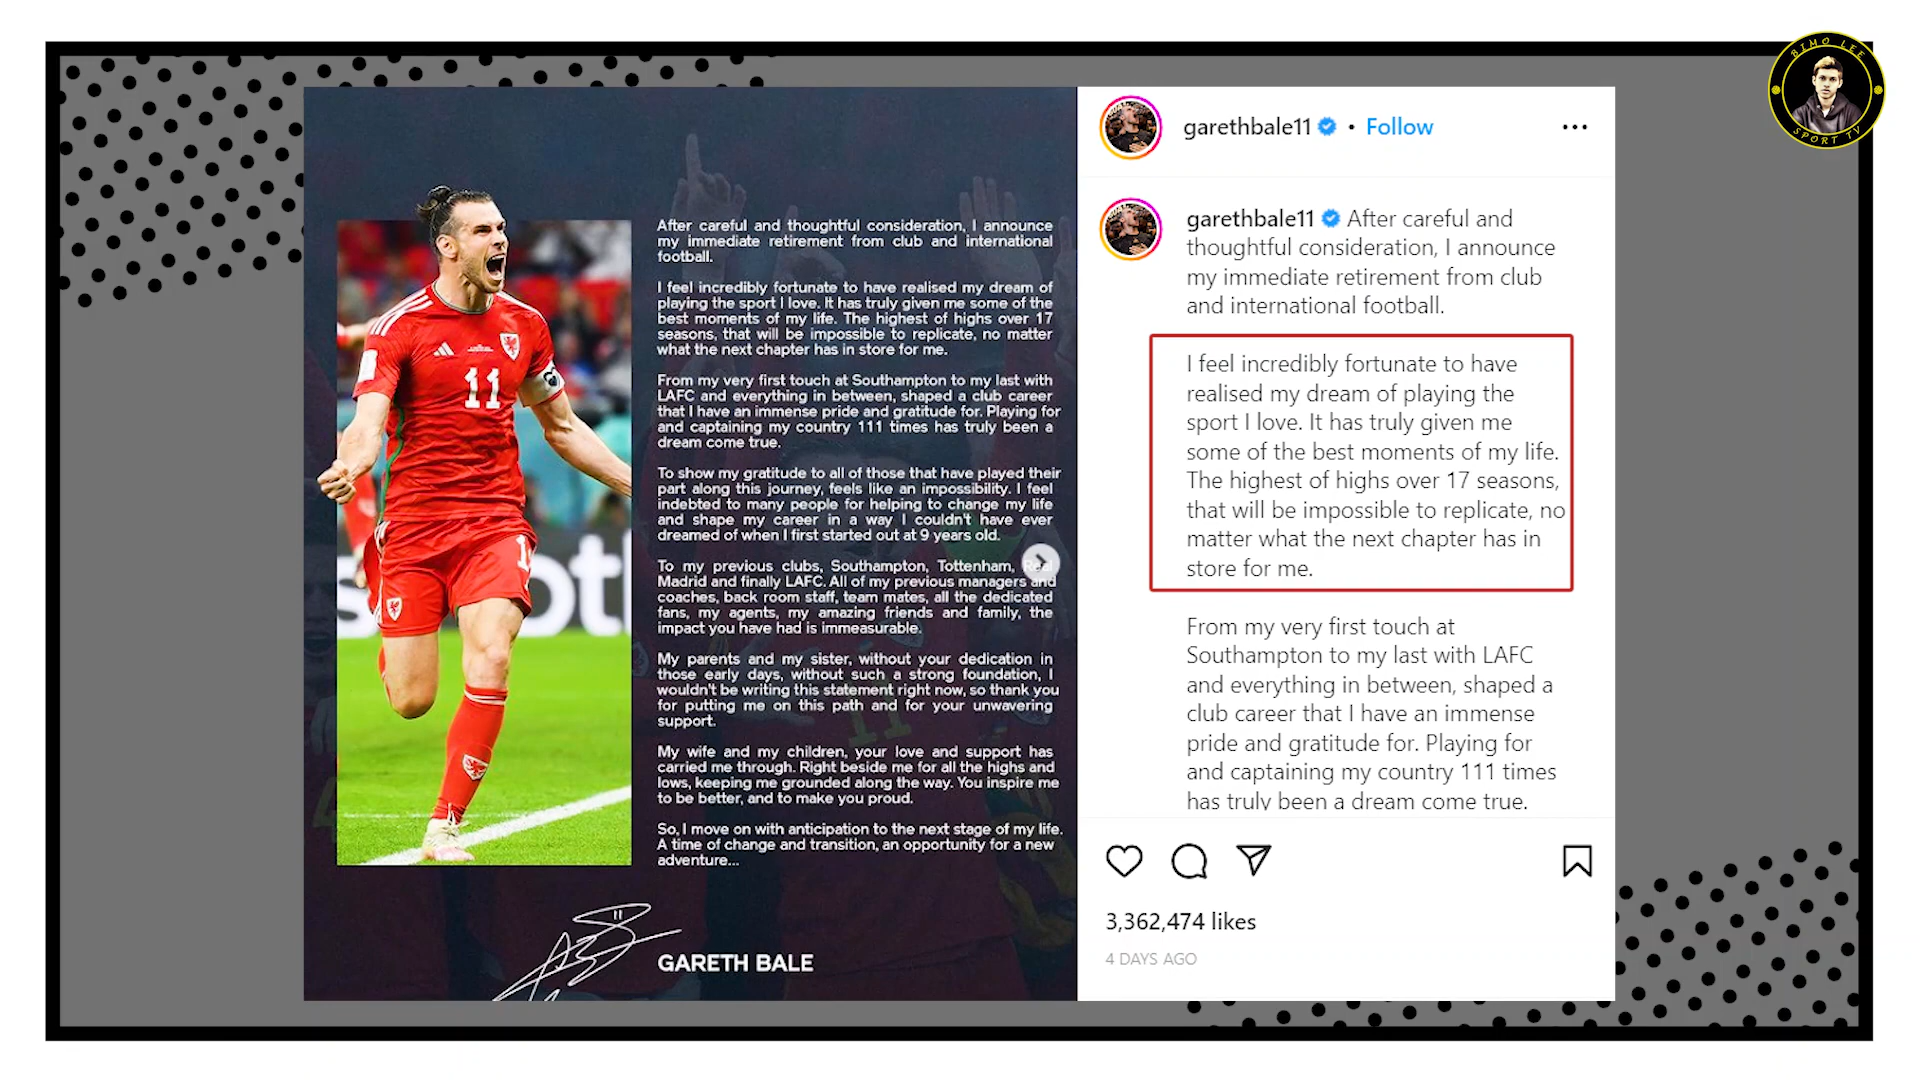 BIMO LEE
SPORT TV
After careful and thoughtful consideration, I announce
my immediate retirement from club and international
football.
I feel incredibly fortunate to have realised my dream of
playing the sport I love. It has truly given me some of the
best moments of my life. The highest of highs over 17
seasons, that will be impossible to replicate, no matter
what the next chapter has in store for me.
From my very first touch at Southampton to my last with
LAFC and everything in between, shaped a club career
that I have an immense pride and gratitude for. Playing for
and captaining my country 111 times has truly been a
dream come true.
To show my gratitude to all of those that have played their
part along this journey, feels like an impossibility. I feel
indebted to many people for helping to change my life
and shape my career in a way I couldn't have ever
dreamed of when I first started out at 9 years old.
To my previous clubs, Southampton, Tottenham, Real
Madrid and finally LAFC. All of my previous managers and
coaches, back room staff, team mates, all the dedicated
fans, my agents, my amazing friends and family, the
impact you have had is immeasurable.
My parents and my sister, without your dedication in
those early days, without such a strong foundation, I
wouldn't be writing this statement right now, so thank you
for putting me on this path and for your unwavering
support.
My wife and my children, your love and support has
carried me through. Right beside me for all the highs and
lows, keeping me grounded along the way. You inspire me
to be better, and to make you proud.
So, I move on with anticipation to the next stage of my life.
A time of change and transition, an opportunity for a new
adventure...
GARETH BALE
11
garethbale11 • Follow
garethbale11 After careful and
thoughtful consideration, I announce
my immediate retirement from club
and international football.
I feel incredibly fortunate to have
realised my dream of playing the
sport I love. It has truly given me
some of the best moments of my life.
The highest of highs over 17 seasons,
that will be impossible to replicate, no
matter what the next chapter has in
store for me.
From my very first touch at
Southampton to my last with LAFC
and everything in between, shaped a
club career that I have an immense
pride and gratitude for. Playing for
and captaining my country 111 times
has truly been a dream come true.
3,362,474 likes
4 DAYS AGO